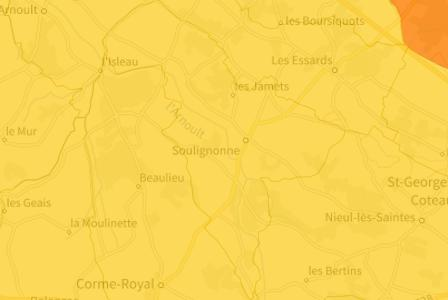 Arnoult
les Boursiquots
l'Isleau
Les Essards
les Jamets
l'Arnoult
le Mur
Soulignonne
Beaulieu
St-George
Coteau
les Geais
Nieul-lès-Saintes
la Moulinette
les Bertins
Corme-Royal